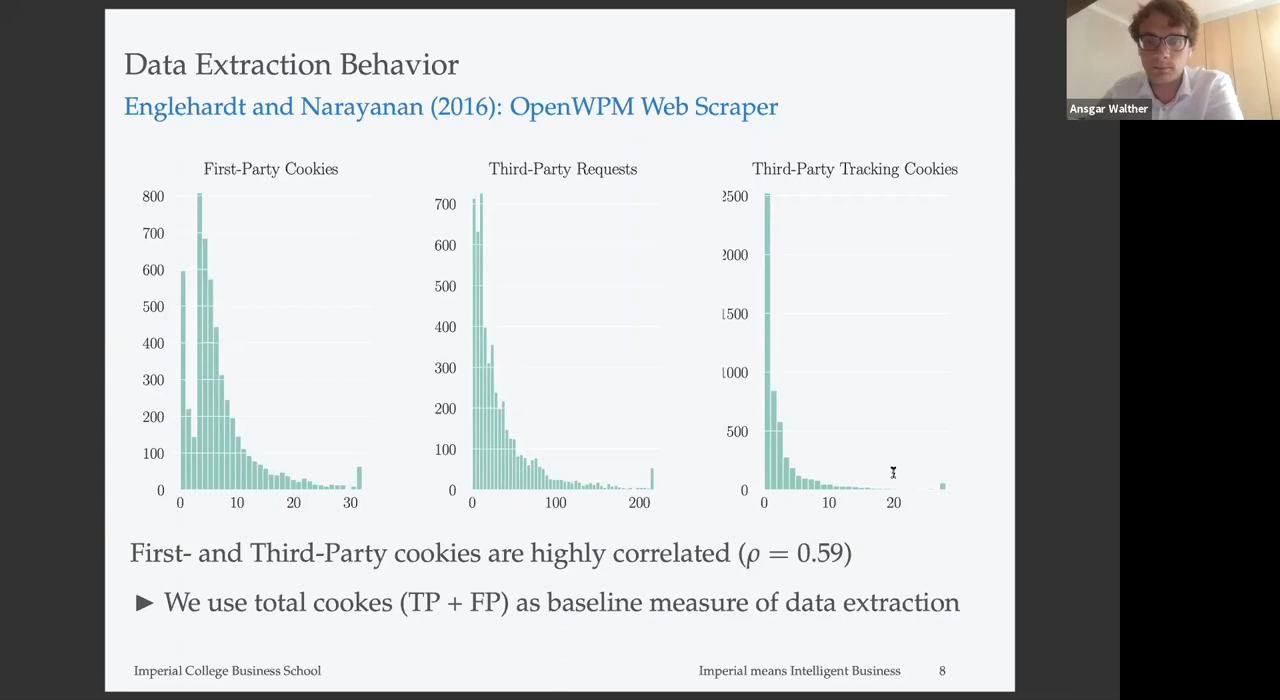 Data Extraction Behavior
Englehardt and Narayanan (2016): OpenWPM Web Scraper
First-Party Cookies
800
700
600
500
400
300
200
100
0
0 10 20 30
Third-Party Requests
700
600
500
400
300
200
100
0
0 100 200
Third-Party Tracking Cookies
2500
2000
1500
1000
500
0
0 10 20
First- and Third-Party cookies are highly correlated (ρ = 0.59)
▶ We use total cookes (TP + FP) as baseline measure of data extraction
Imperial College Business School
Imperial means Intelligent Business 8
Ansgar Walther